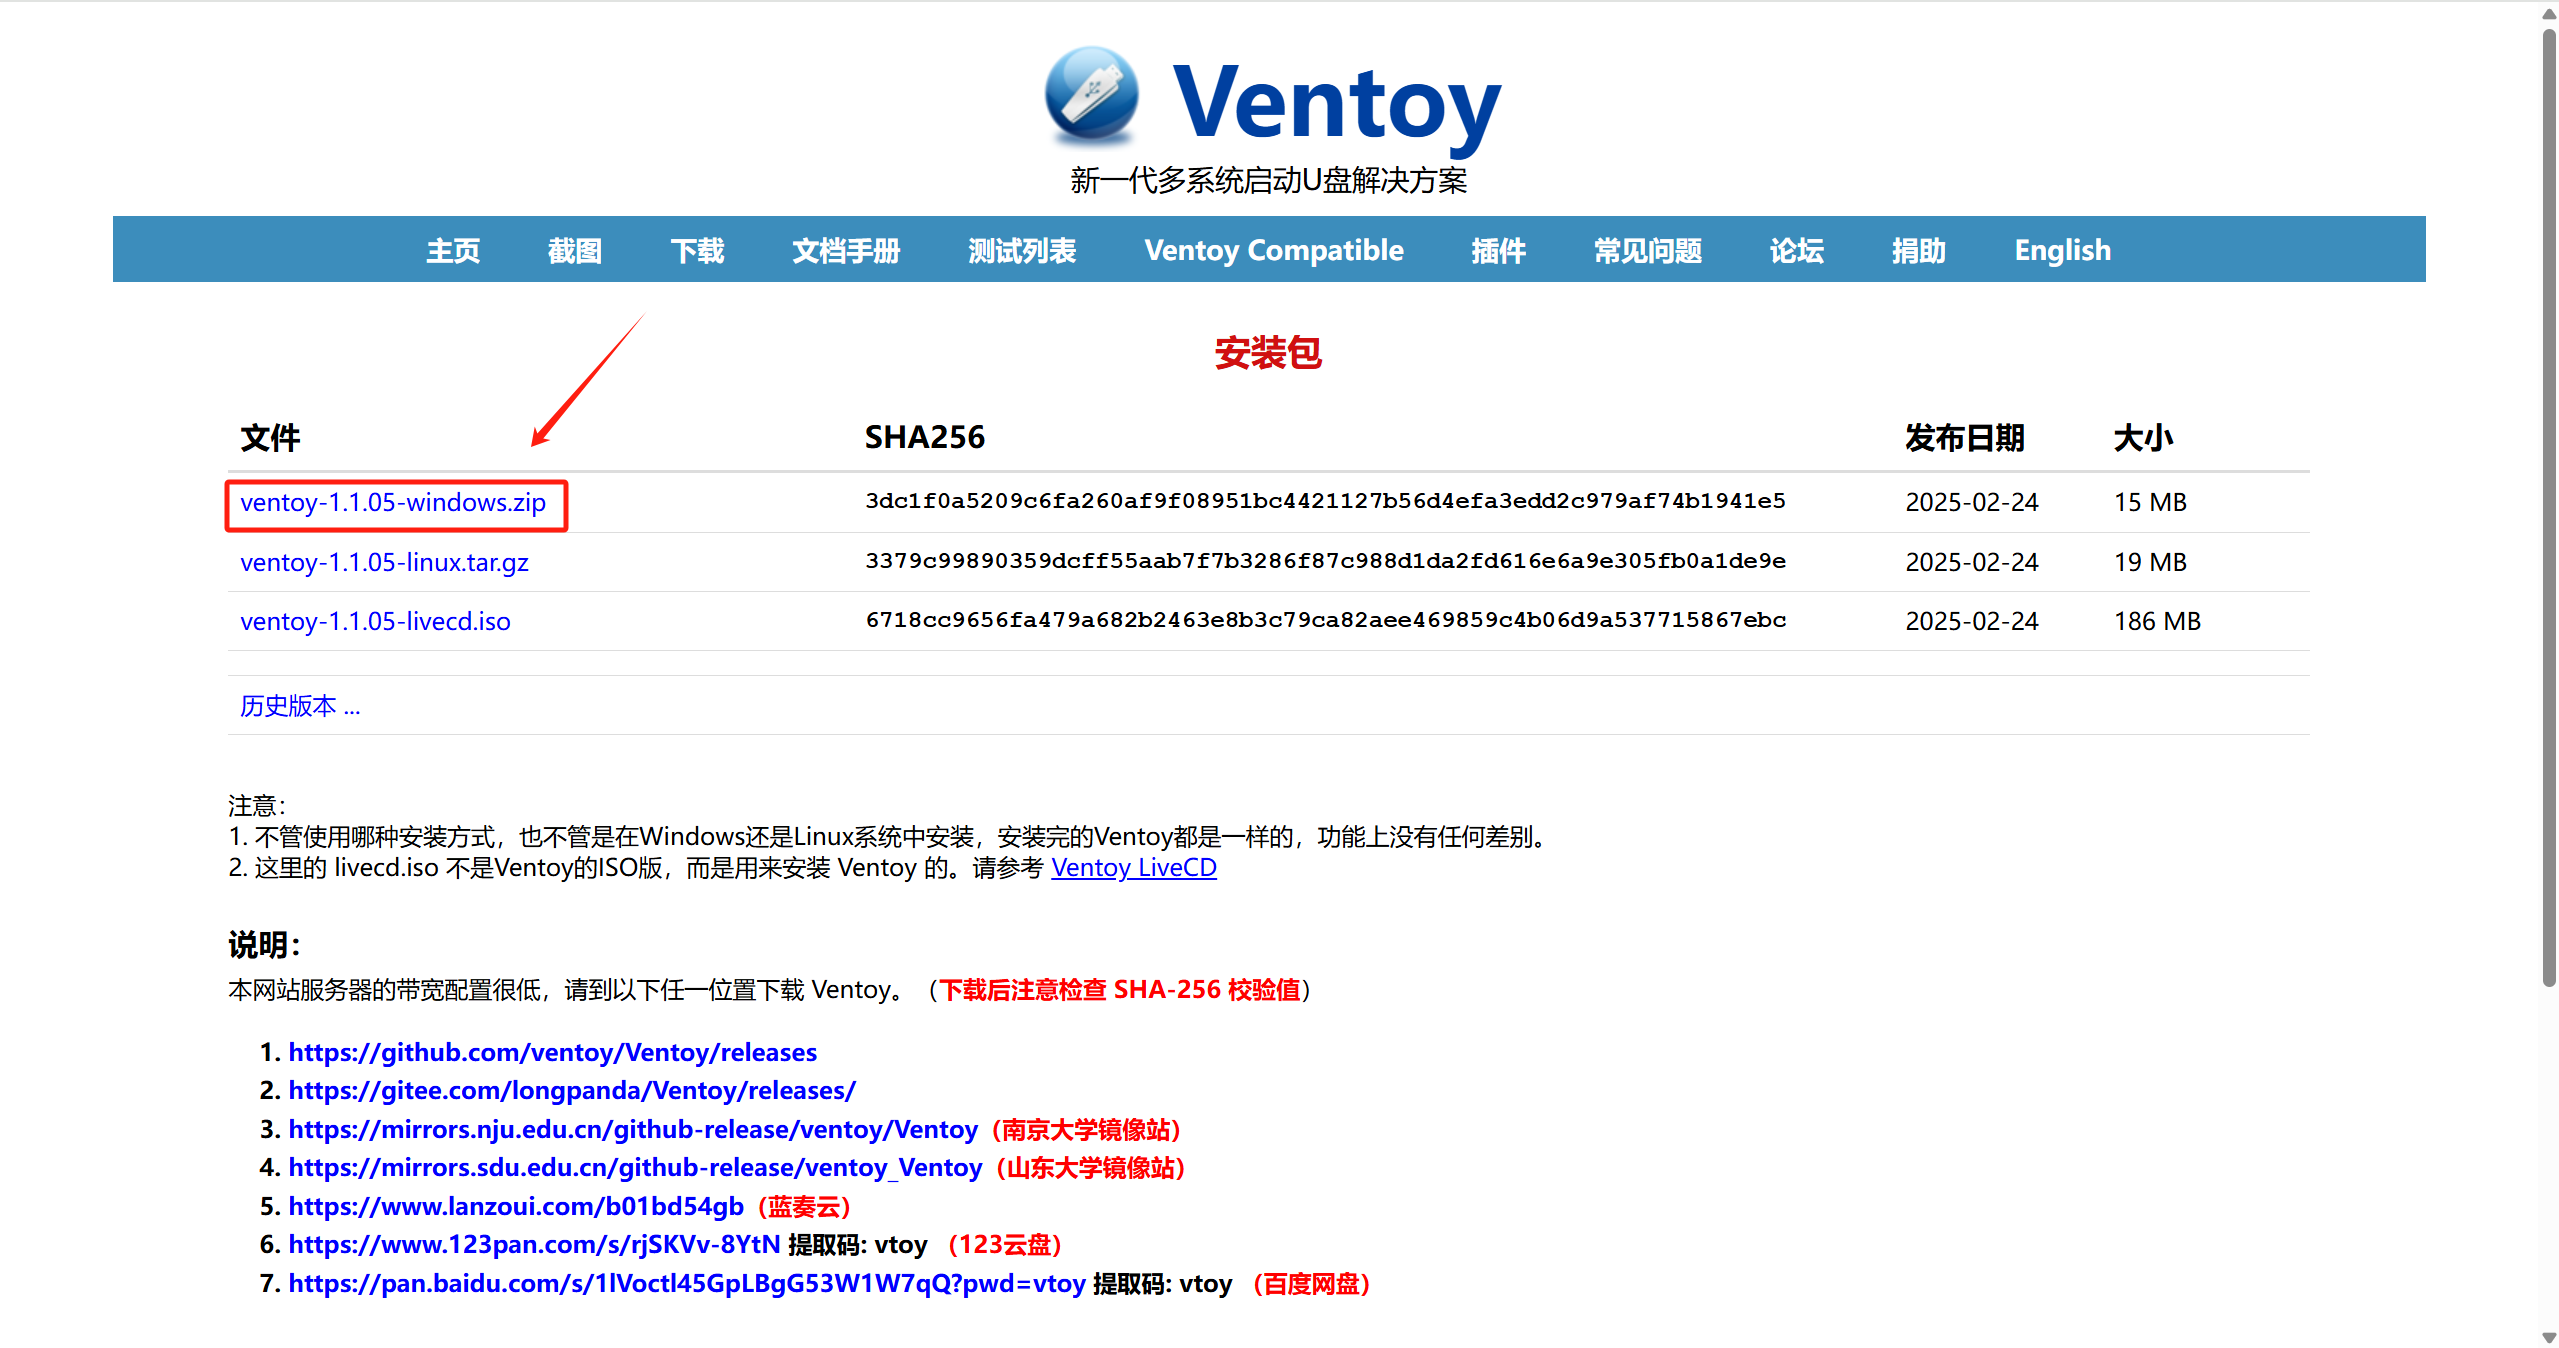 Ventoy
新一代多系统启动U盘解决方案
主页 截图 下载 文档手册 测试列表 Ventoy Compatible 插件 常见问题 论坛 捐助 English
安装包
文件 SHA256 发布日期 大小
ventoy-1.1.05-windows.zip 3dc1f0a5209c6fa260af9f08951bc4421127b56d4efa3edd2c979af74b1941e5 2025-02-24 15 MB
ventoy-1.1.05-linux.tar.gz 3379c99890359dcff55aab7f7b3286f87c988d1da2fd616e6a9e305fb0a1de9e 2025-02-24 19 MB
ventoy-1.1.05-livecd.iso 6718cc9656fa479a682b2463e8b3c79ca82aee469859c4b06d9a537715867ebc 2025-02-24 186 MB
历史版本 ...
注意：
1. 不管使用哪种安装方式，也不管是在Windows还是Linux系统中安装，安装完的Ventoy都是一样的，功能上没有任何差别。
2. 这里的 livecd.iso 不是Ventoy的ISO版，而是用来安装 Ventoy 的。请参考 Ventoy LiveCD
说明：
本网站服务器的带宽配置很低，请到以下任一位置下载 Ventoy。（下载后注意检查 SHA-256 校验值）
1. https://github.com/ventoy/Ventoy/releases
2. https://gitee.com/longpanda/Ventoy/releases/
3. https://mirrors.nju.edu.cn/github-release/ventoy/Ventoy（南京大学镜像站）
4. https://mirrors.sdu.edu.cn/github-release/ventoy_Ventoy（山东大学镜像站）
5. https://www.lanzoui.com/b01bd54gb（蓝奏云）
6. https://www.123pan.com/s/rjSKVv-8YtN 提取码: vtoy （123云盘）
7. https://pan.baidu.com/s/1lVoctl45GpLBgG53W1W7qQ?pwd=vtoy 提取码: vtoy （百度网盘）